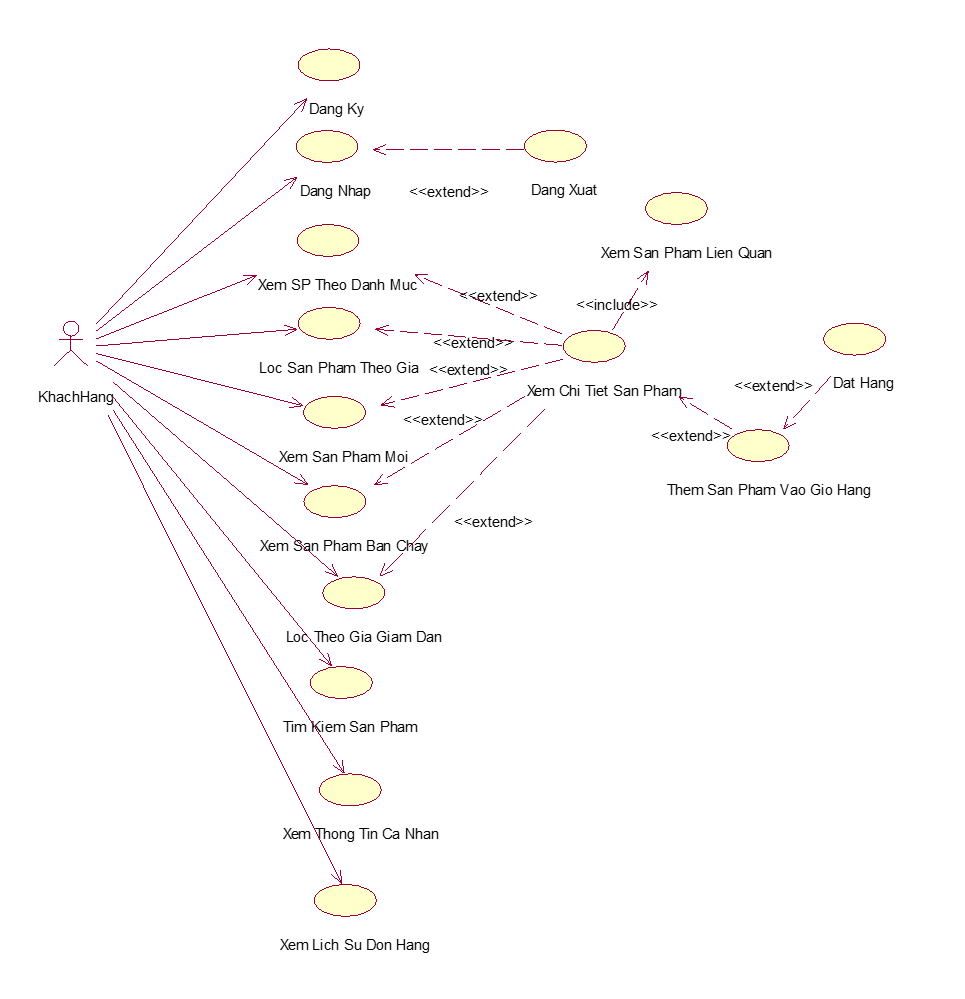 Dang Ky
Dang Nhap
<<extend>>
Dang Xuat
Xem San Pham Lien Quan
Xem SP Theo Danh Muc
<<extend>>
<<include>>
KhachHang
Loc San Pham Theo Gia
<<extend>>
<<extend>>
Xem Chi Tiet San Pham
<<extend>>
Dat Hang
<<extend>>
<<extend>>
Xem San Pham Moi
Them San Pham Vao Gio Hang
<<extend>>
Xem San Pham Ban Chay
Loc Theo Gia Giam Dan
Tim Kiem San Pham
Xem Thong Tin Ca Nhan
Xem Lich Su Don Hang